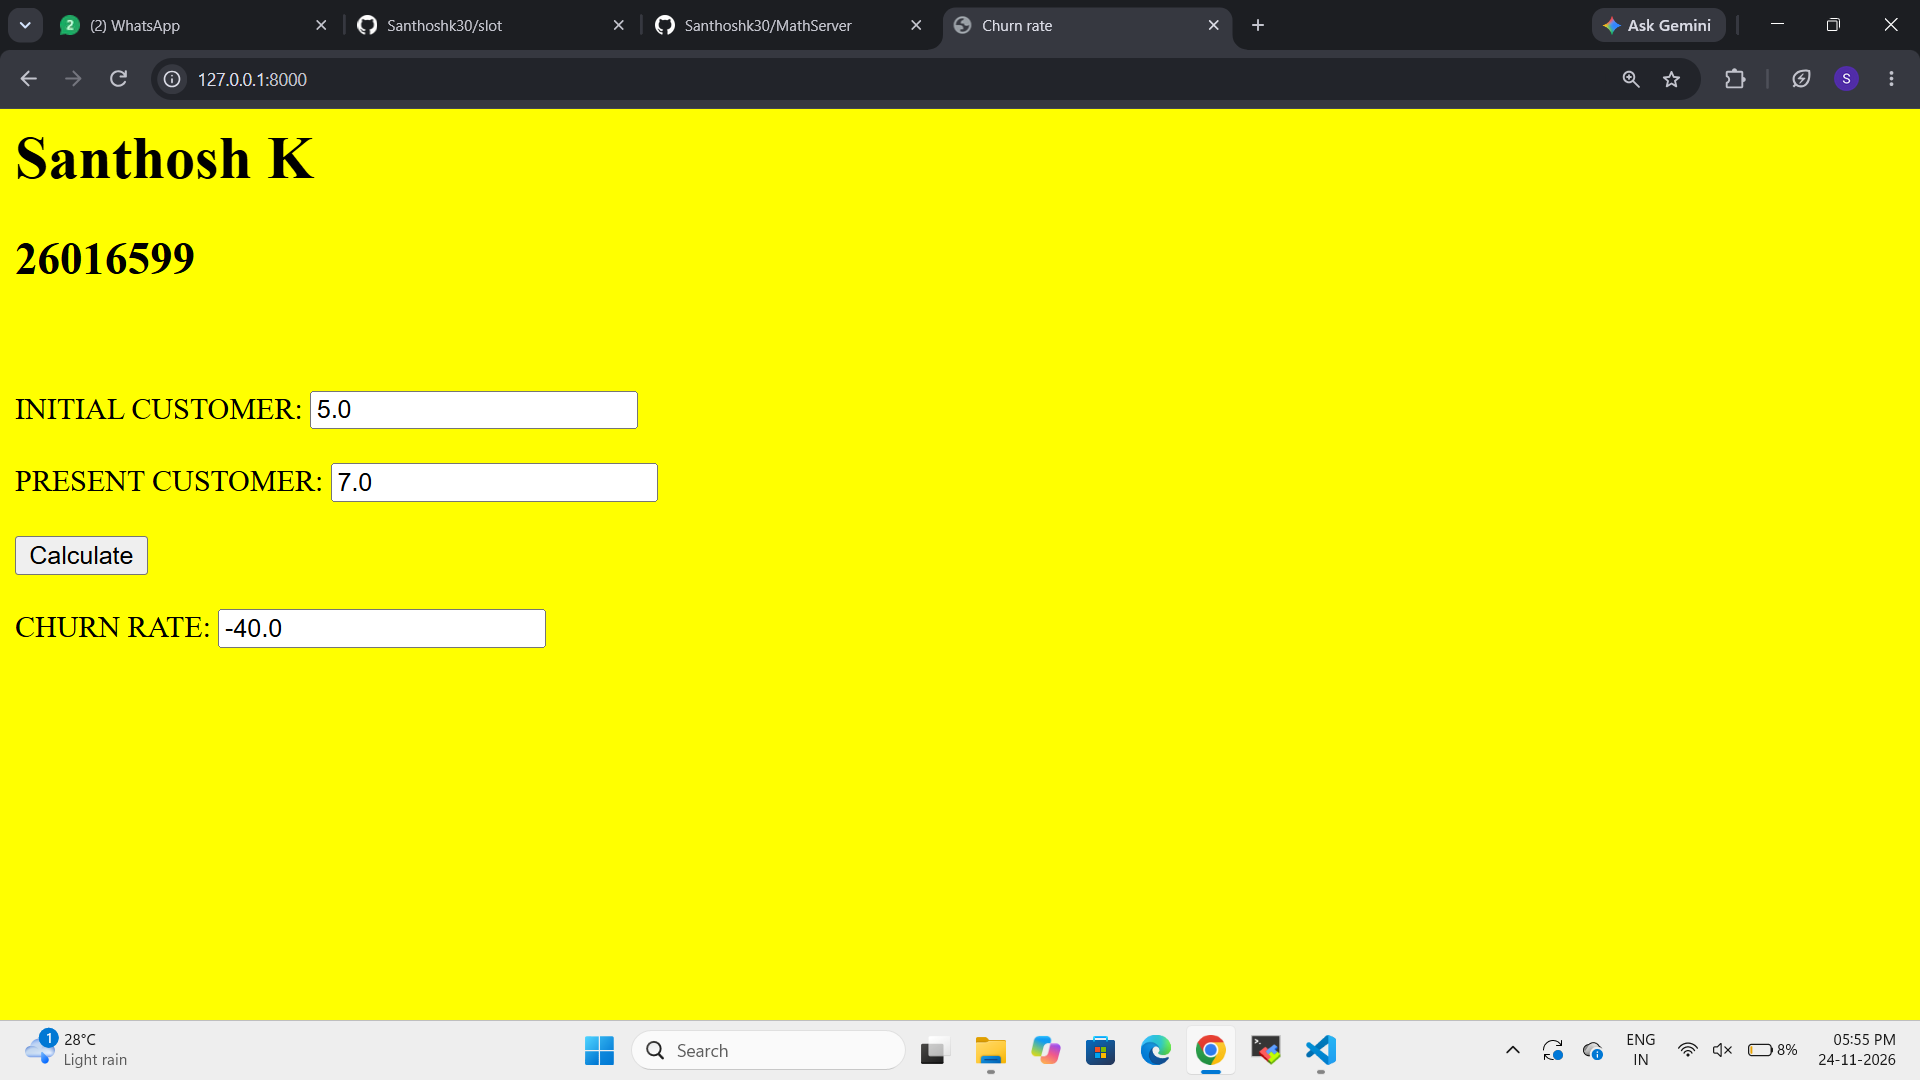 2 (2) WhatsApp Santhoshk30/slot Santhoshk30/MathServer Churn rate Ask Gemini
127.0.0.1:8000 S
Santhosh K
26016599
INITIAL CUSTOMER: 5.0
PRESENT CUSTOMER: 7.0
Calculate
CHURN RATE: -40.0
1 28°C
Light rain
Search
ENG
IN
8%
05:55 PM
24-11-2026